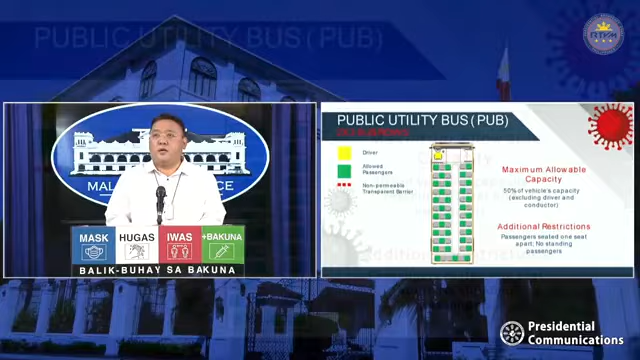 PUBLIC UTILITY BUS (PUB)
RTVM
PUBLIC UTILITY BUS (PUB)
Driver
Allowed
Passengers
Non-permeable
Transparent Barrier
Maximum Allowable
Capacity
50% of vehicle's capacity
(excluding driver and
conductor)
Additional Restrictions
Passengers seated one seat
apart; No standing
passengers
MASK
HUGAS
IWAS
+BAKUNA
BALIK-BUHAY SA BAKUNA
Presidential
Communications